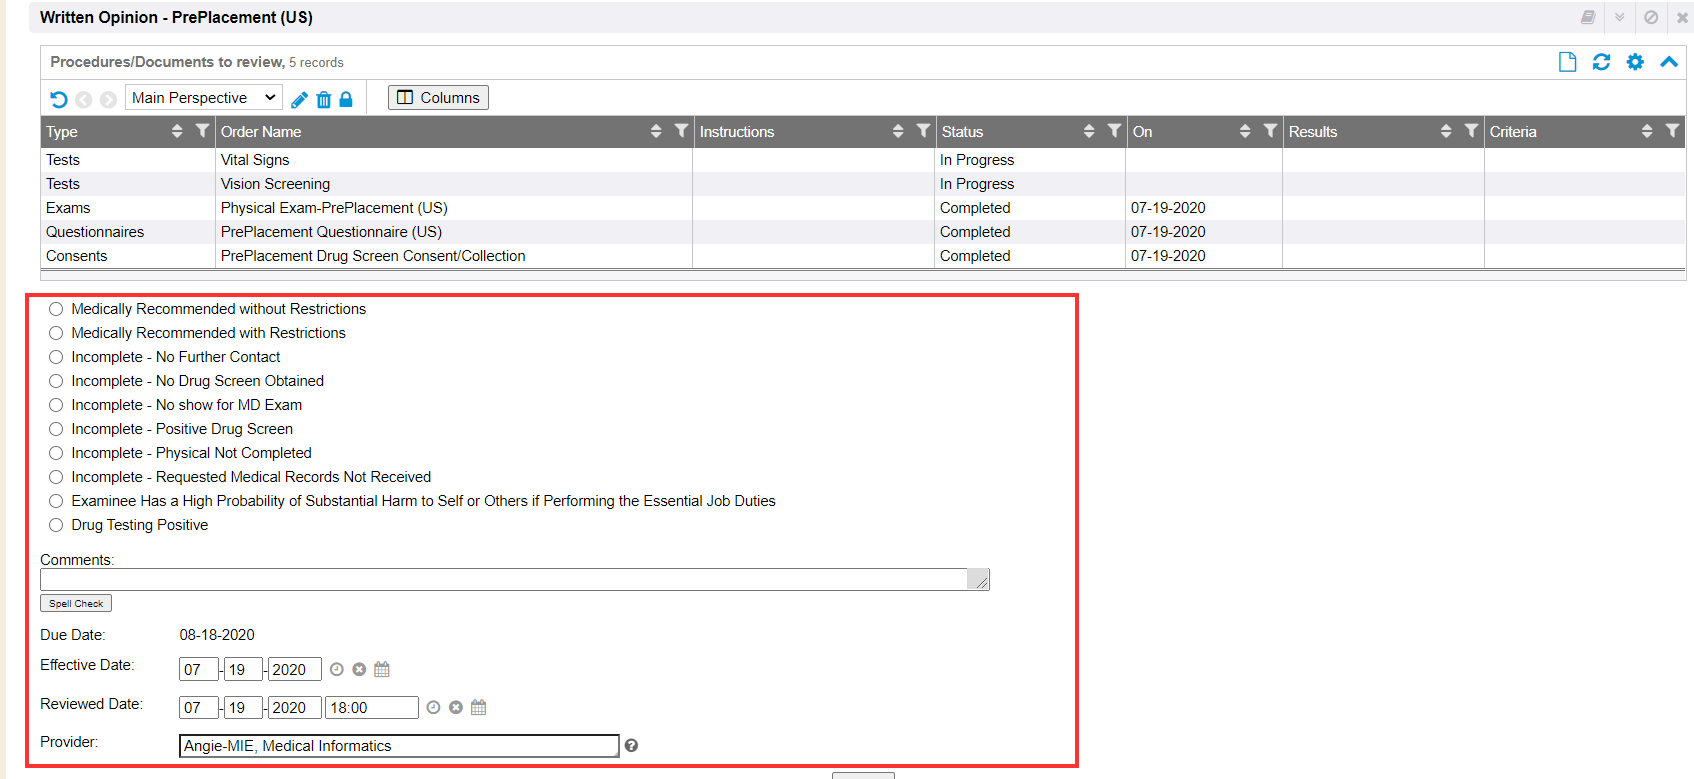 Written Opinion - PrePlacement (US)
Procedures/Documents to review, 5 records
Main Perspective Columns
Type Order Name Instructions Status On Results Criteria
Tests Vital Signs In Progress
Tests Vision Screening In Progress
Exams Physical Exam-PrePlacement (US) Completed 07-19-2020
Questionnaires PrePlacement Questionnaire (US) Completed 07-19-2020
Consents PrePlacement Drug Screen Consent/Collection Completed 07-19-2020
Medically Recommended without Restrictions
Medically Recommended with Restrictions
Incomplete - No Further Contact
Incomplete - No Drug Screen Obtained
Incomplete - No show for MD Exam
Incomplete - Positive Drug Screen
Incomplete - Physical Not Completed
Incomplete - Requested Medical Records Not Received
Examinee Has a High Probability of Substantial Harm to Self or Others if Performing the Essential Job Duties
Drug Testing Positive
Comments:
Spell Check
Due Date: 08-18-2020
Effective Date: 07-19-2020
Reviewed Date: 07-19-2020 18:00
Provider: Angie-MIE, Medical Informatics